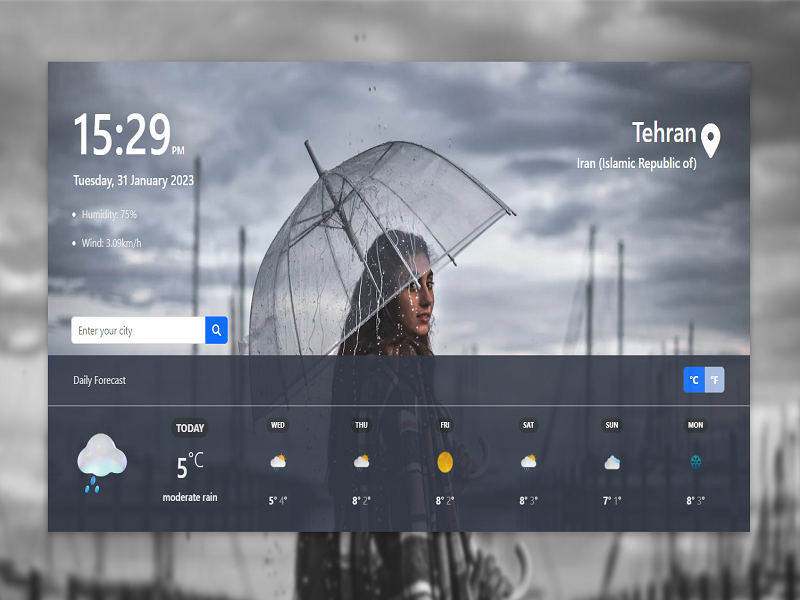 15:29 PM
Tuesday, 31 January 2023
Humidity: 75%
Wind: 3.09km/h
Tehran
Iran (Islamic Republic of)
Enter your city
Daily Forecast
°C °F
TODAY
5°C
moderate rain
WED
5° 4°
THU
8° 2°
FRI
8° 2°
SAT
8° 3°
SUN
7° 1°
MON
8° 3°